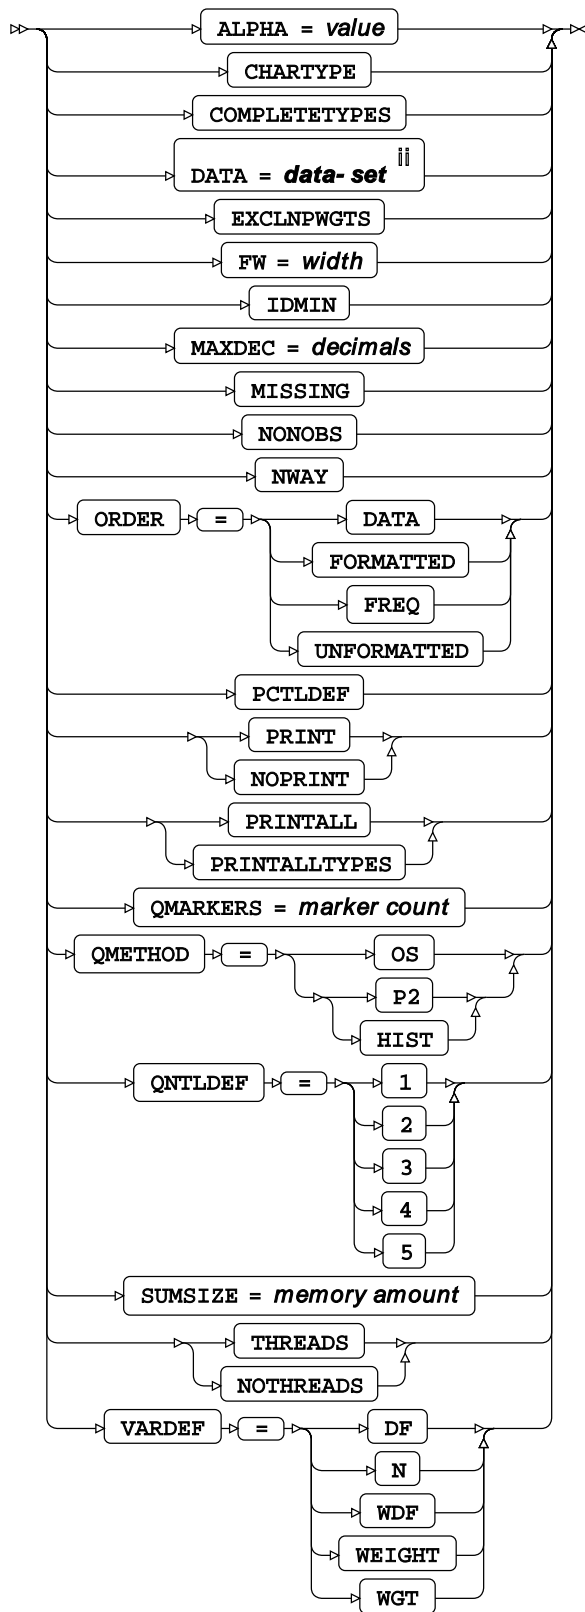 ALPHA = value
CHARTYPE
COMPLETETYPES
DATA = data- set ii
EXCLNPWGTS
FW = width
IDMIN
MAXDEC = decimals
MISSING
NONOBS
NWAY
ORDER = DATA
FORMATTED
FREQ
UNFORMATTED
PCTLDEF
PRINT
NOPRINT
PRINTALL
PRINTALLTYPES
QMARKERS = marker count
QMETHOD = OS
P2
HIST
QNTLDEF = 1
2
3
4
5
SUMSIZE = memory amount
THREADS
NOTHREADS
VARDEF = DF
N
WDF
WEIGHT
WGT